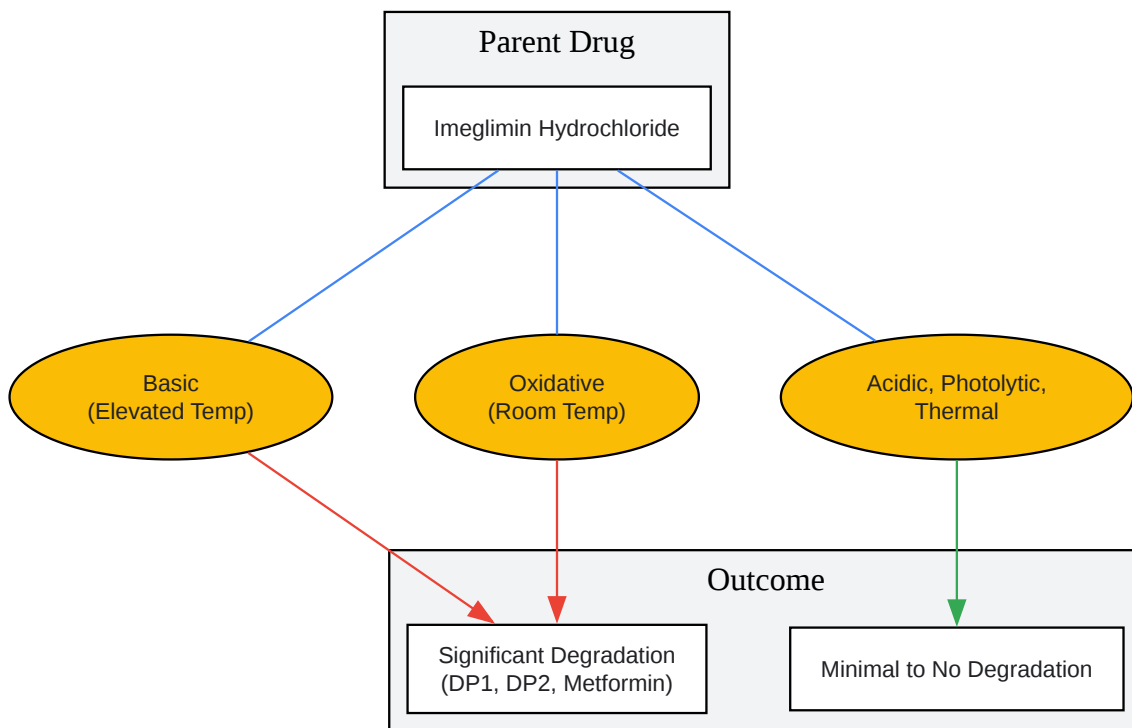 Parent Drug
Imeglimin Hydrochloride
Basic
(Elevated Temp)
Oxidative
(Room Temp)
Acidic, Photolytic,
Thermal
Outcome
Significant Degradation
(DP1, DP2, Metformin)
Minimal to No Degradation